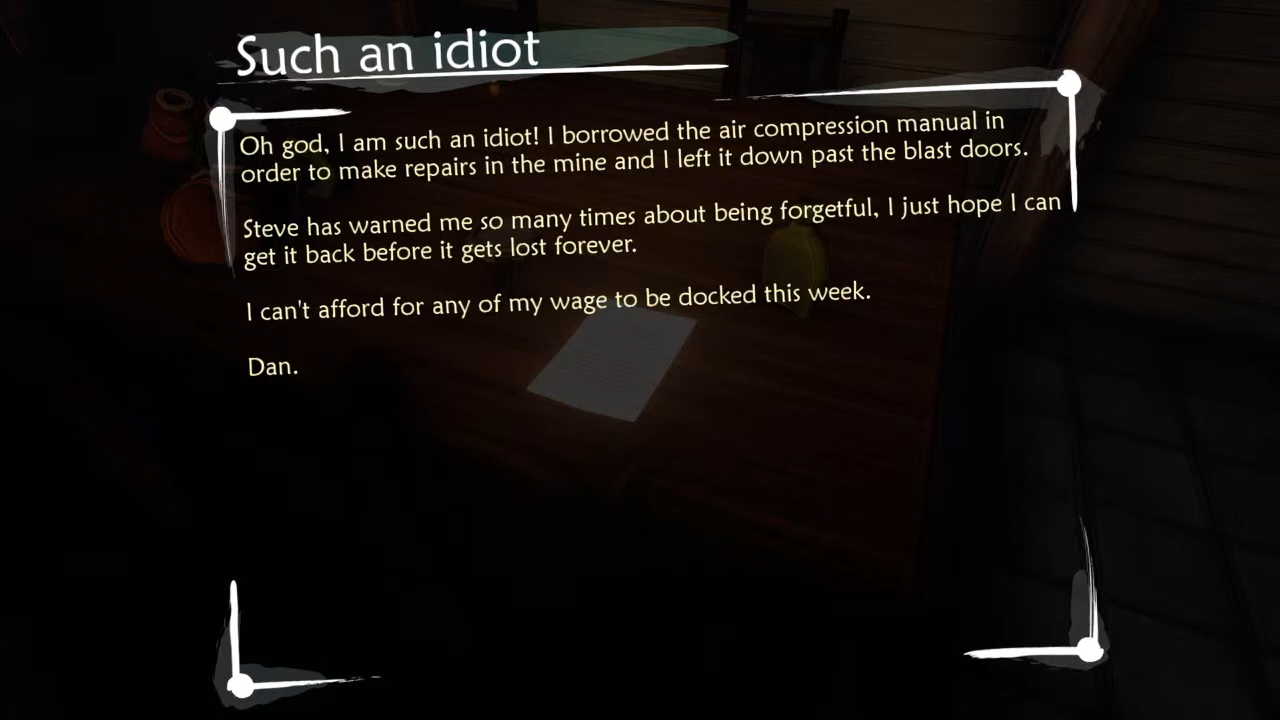 Such an idiot
Oh god, I am such an idiot! I borrowed the air compression manual in
order to make repairs in the mine and I left it down past the blast doors.
Steve has warned me so many times about being forgetful, I just hope I can
get it back before it gets lost forever.
I can't afford for any of my wage to be docked this week.
Dan.